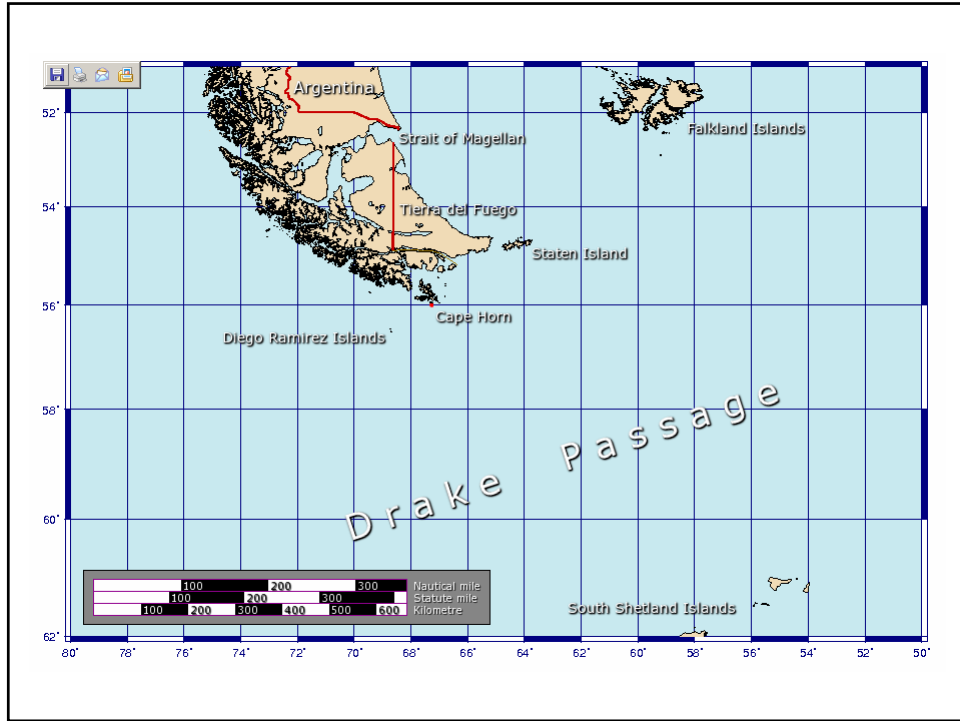 Argentina
52°
Falkland Islands
Strait of Magellan
54°
Tierra del Fuego
Staten Island
56°
Cape Horn
Diego Ramirez Islands
58°
Drake Passage
60°
100 200 300 Nautical mile
100 200 300 Statute mile
100 200 300 400 500 600 Kilometre
South Shetland Islands
62°
80° 78° 76° 74° 72° 70° 68° 66° 64° 62° 60° 58° 56° 54° 52° 50°